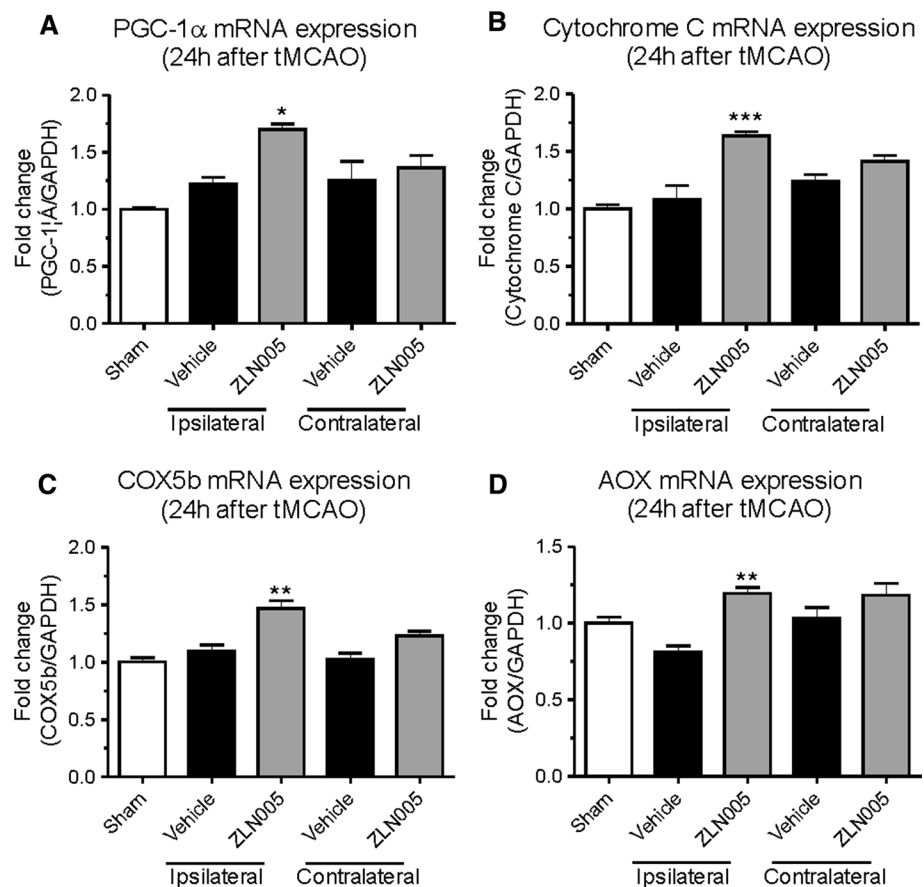 A
PGC-1α mRNA expression
(24h after tMCAO)
Fold change
(PGC-1¦Á/GAPDH)
2.0
1.5
1.0
0.5
0.0
*
Sham
Vehicle
ZLN005
Vehicle
ZLN005
Ipsilateral
Contralateral
B
Cytochrome C mRNA expression
(24h after tMCAO)
Fold change
(Cytochrome C/GAPDH)
2.0
1.5
1.0
0.5
0.0
***
Sham
Vehicle
ZLN005
Vehicle
ZLN005
Ipsilateral
Contralateral
C
COX5b mRNA expression
(24h after tMCAO)
Fold change
(COX5b/GAPDH)
2.0
1.5
1.0
0.5
0.0
**
Sham
Vehicle
ZLN005
Vehicle
ZLN005
Ipsilateral
Contralateral
D
AOX mRNA expression
(24h after tMCAO)
Fold change
(AOX/GAPDH)
1.5
1.0
0.5
0.0
**
Sham
Vehicle
ZLN005
Vehicle
ZLN005
Ipsilateral
Contralateral